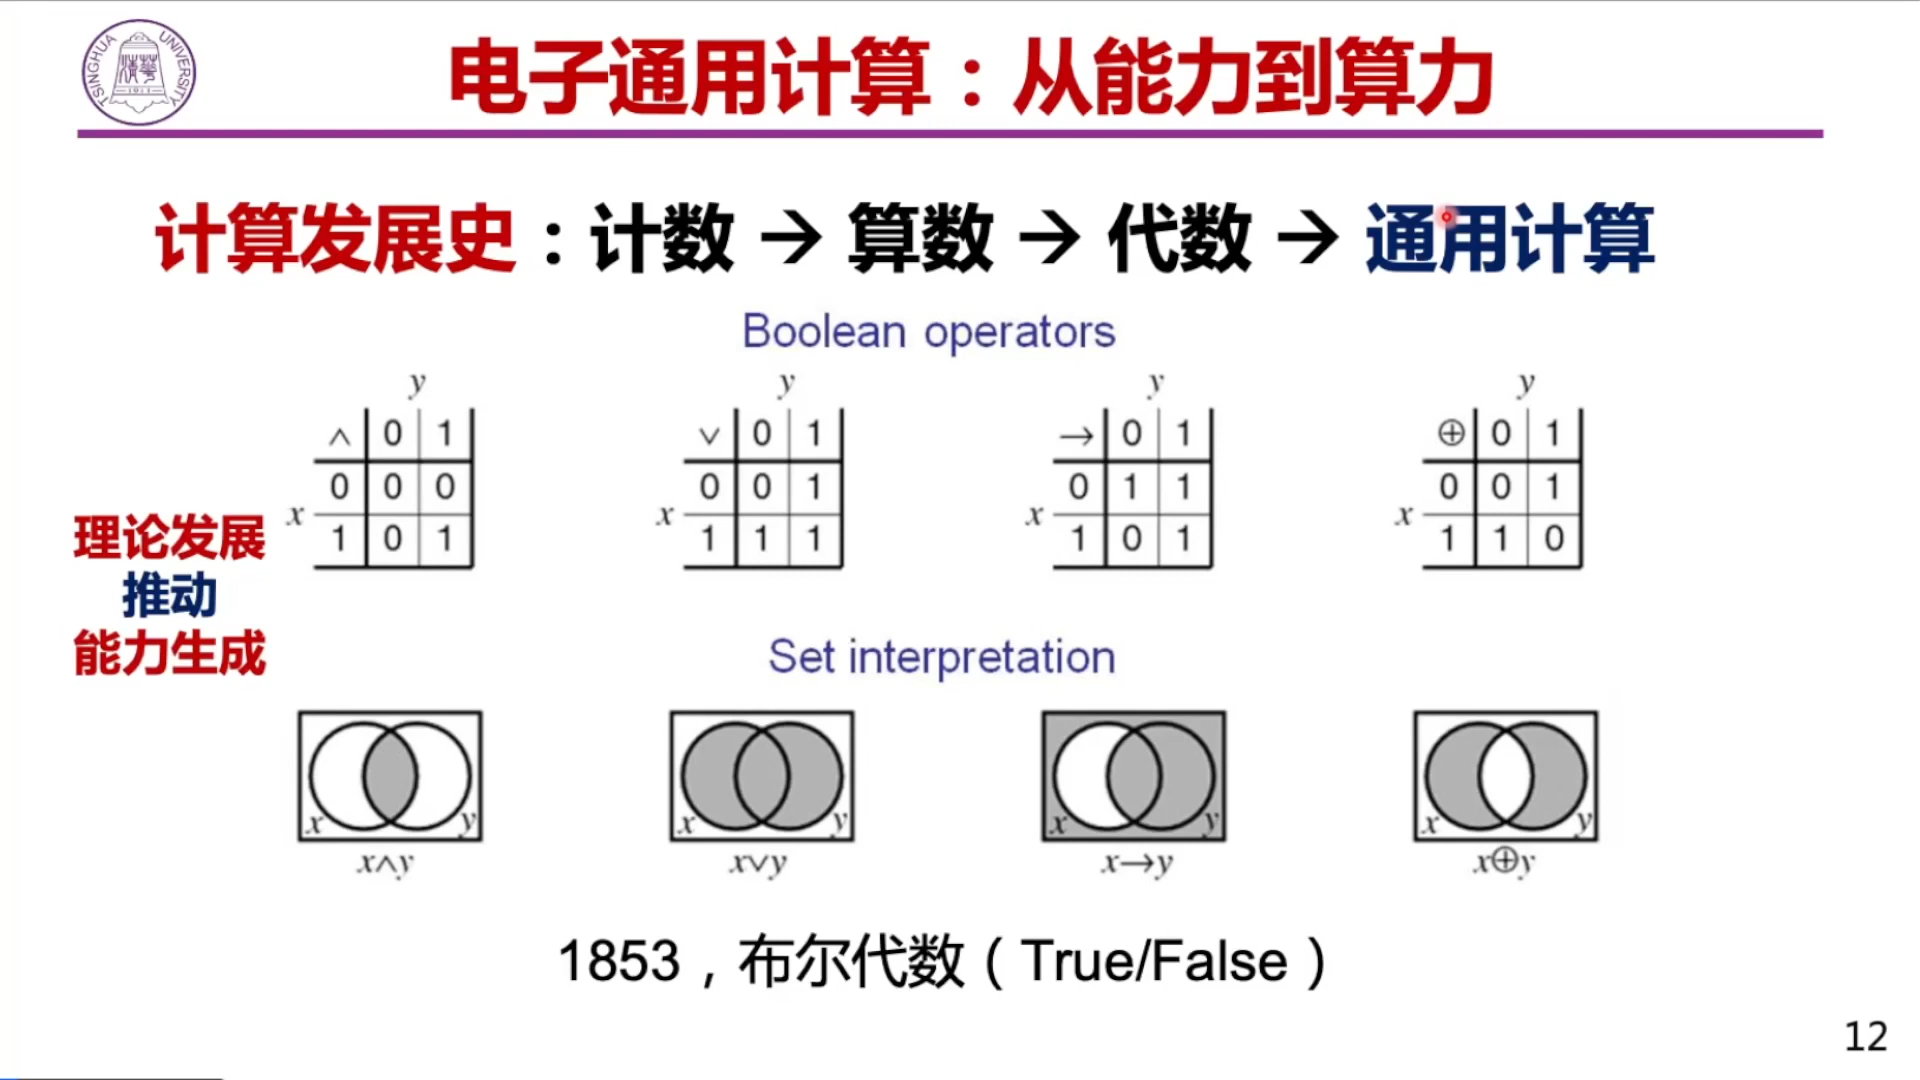 TSINGHUA UNIVERSITY
1911
电子通用计算：从能力到算力
计算发展史：计数 → 算数 → 代数 → 通用计算
Boolean operators
y y y y
∧ 0 1 ∨ 0 1 → 0 1 ⊕ 0 1
0 0 0 0 0 1 0 1 1 0 0 1
x x x x
1 0 1 1 1 1 1 0 1 1 1 0
理论发展
推动
能力生成
Set interpretation
x y x y x y x y
x∧y x∨y x→y x⊕y
1853，布尔代数（True/False）
12